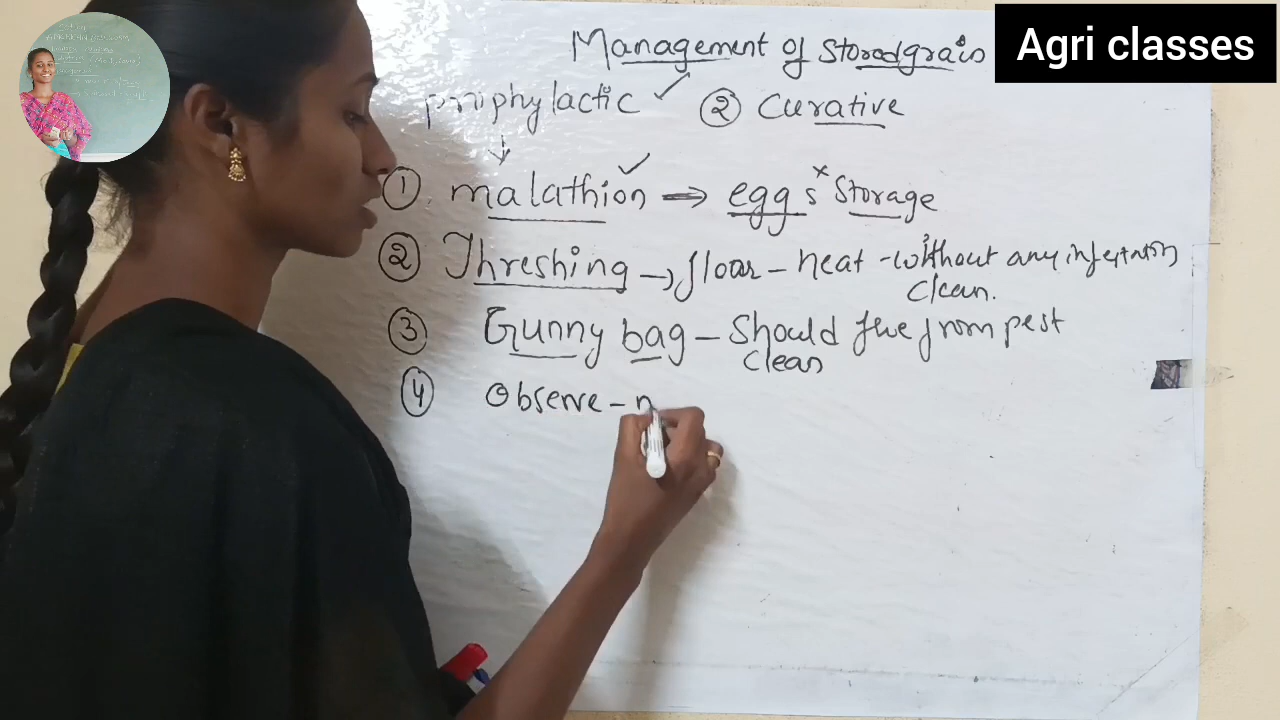 Agri classes
Management of Storedgrais
priphylactic ✓ ② Curative
① malathion ✓ → eggs x Storage
② Threshing → floar - neat - without any infestation
clean.
③ Gunny bag - Should free from pest
clean
④ Observe - n